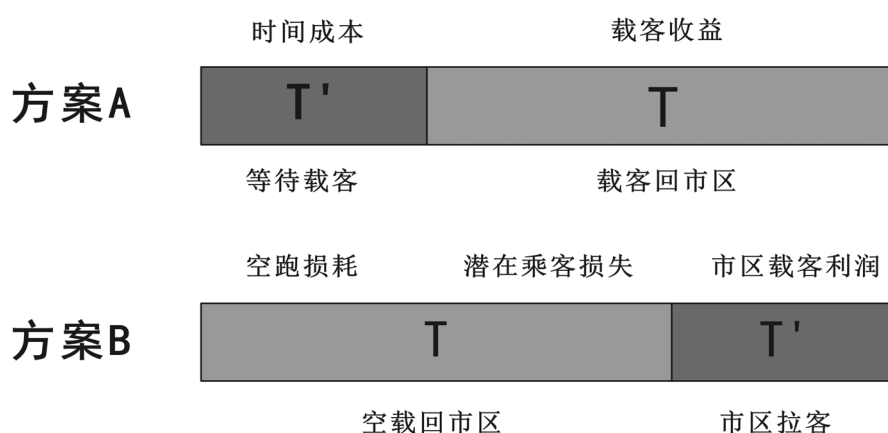 时间成本 载客收益
方案A T' T
等待载客 载客回市区
空跑损耗 潜在乘客损失 市区载客利润
方案B T T'
空载回市区 市区拉客